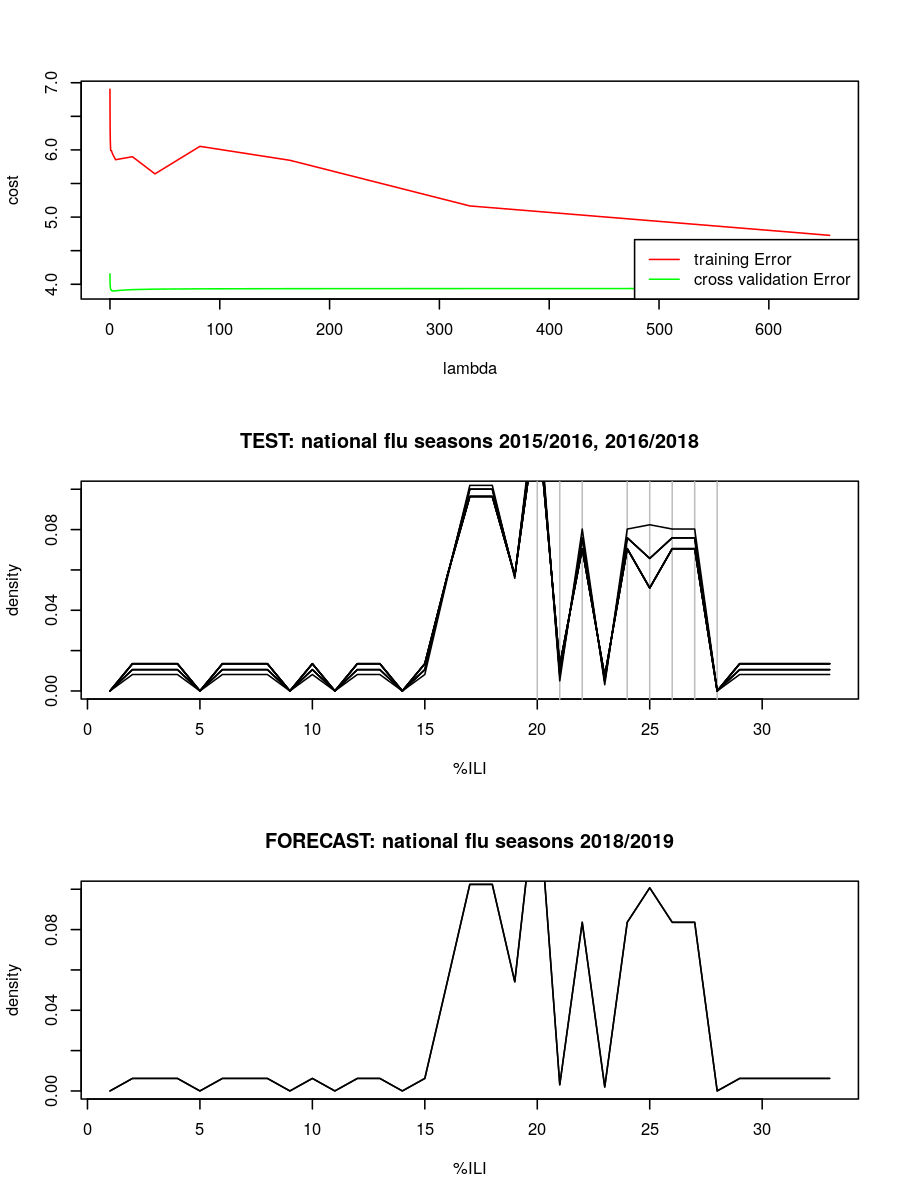 7.0
6.0
5.0
4.0
cost
training Error
cross validation Error
0 100 200 300 400 500 600
lambda
TEST: national flu seasons 2015/2016, 2016/2018
0.08
0.04
0.00
density
0 5 10 15 20 25 30
%ILI
FORECAST: national flu seasons 2018/2019
0.08
0.04
0.00
density
0 5 10 15 20 25 30
%ILI